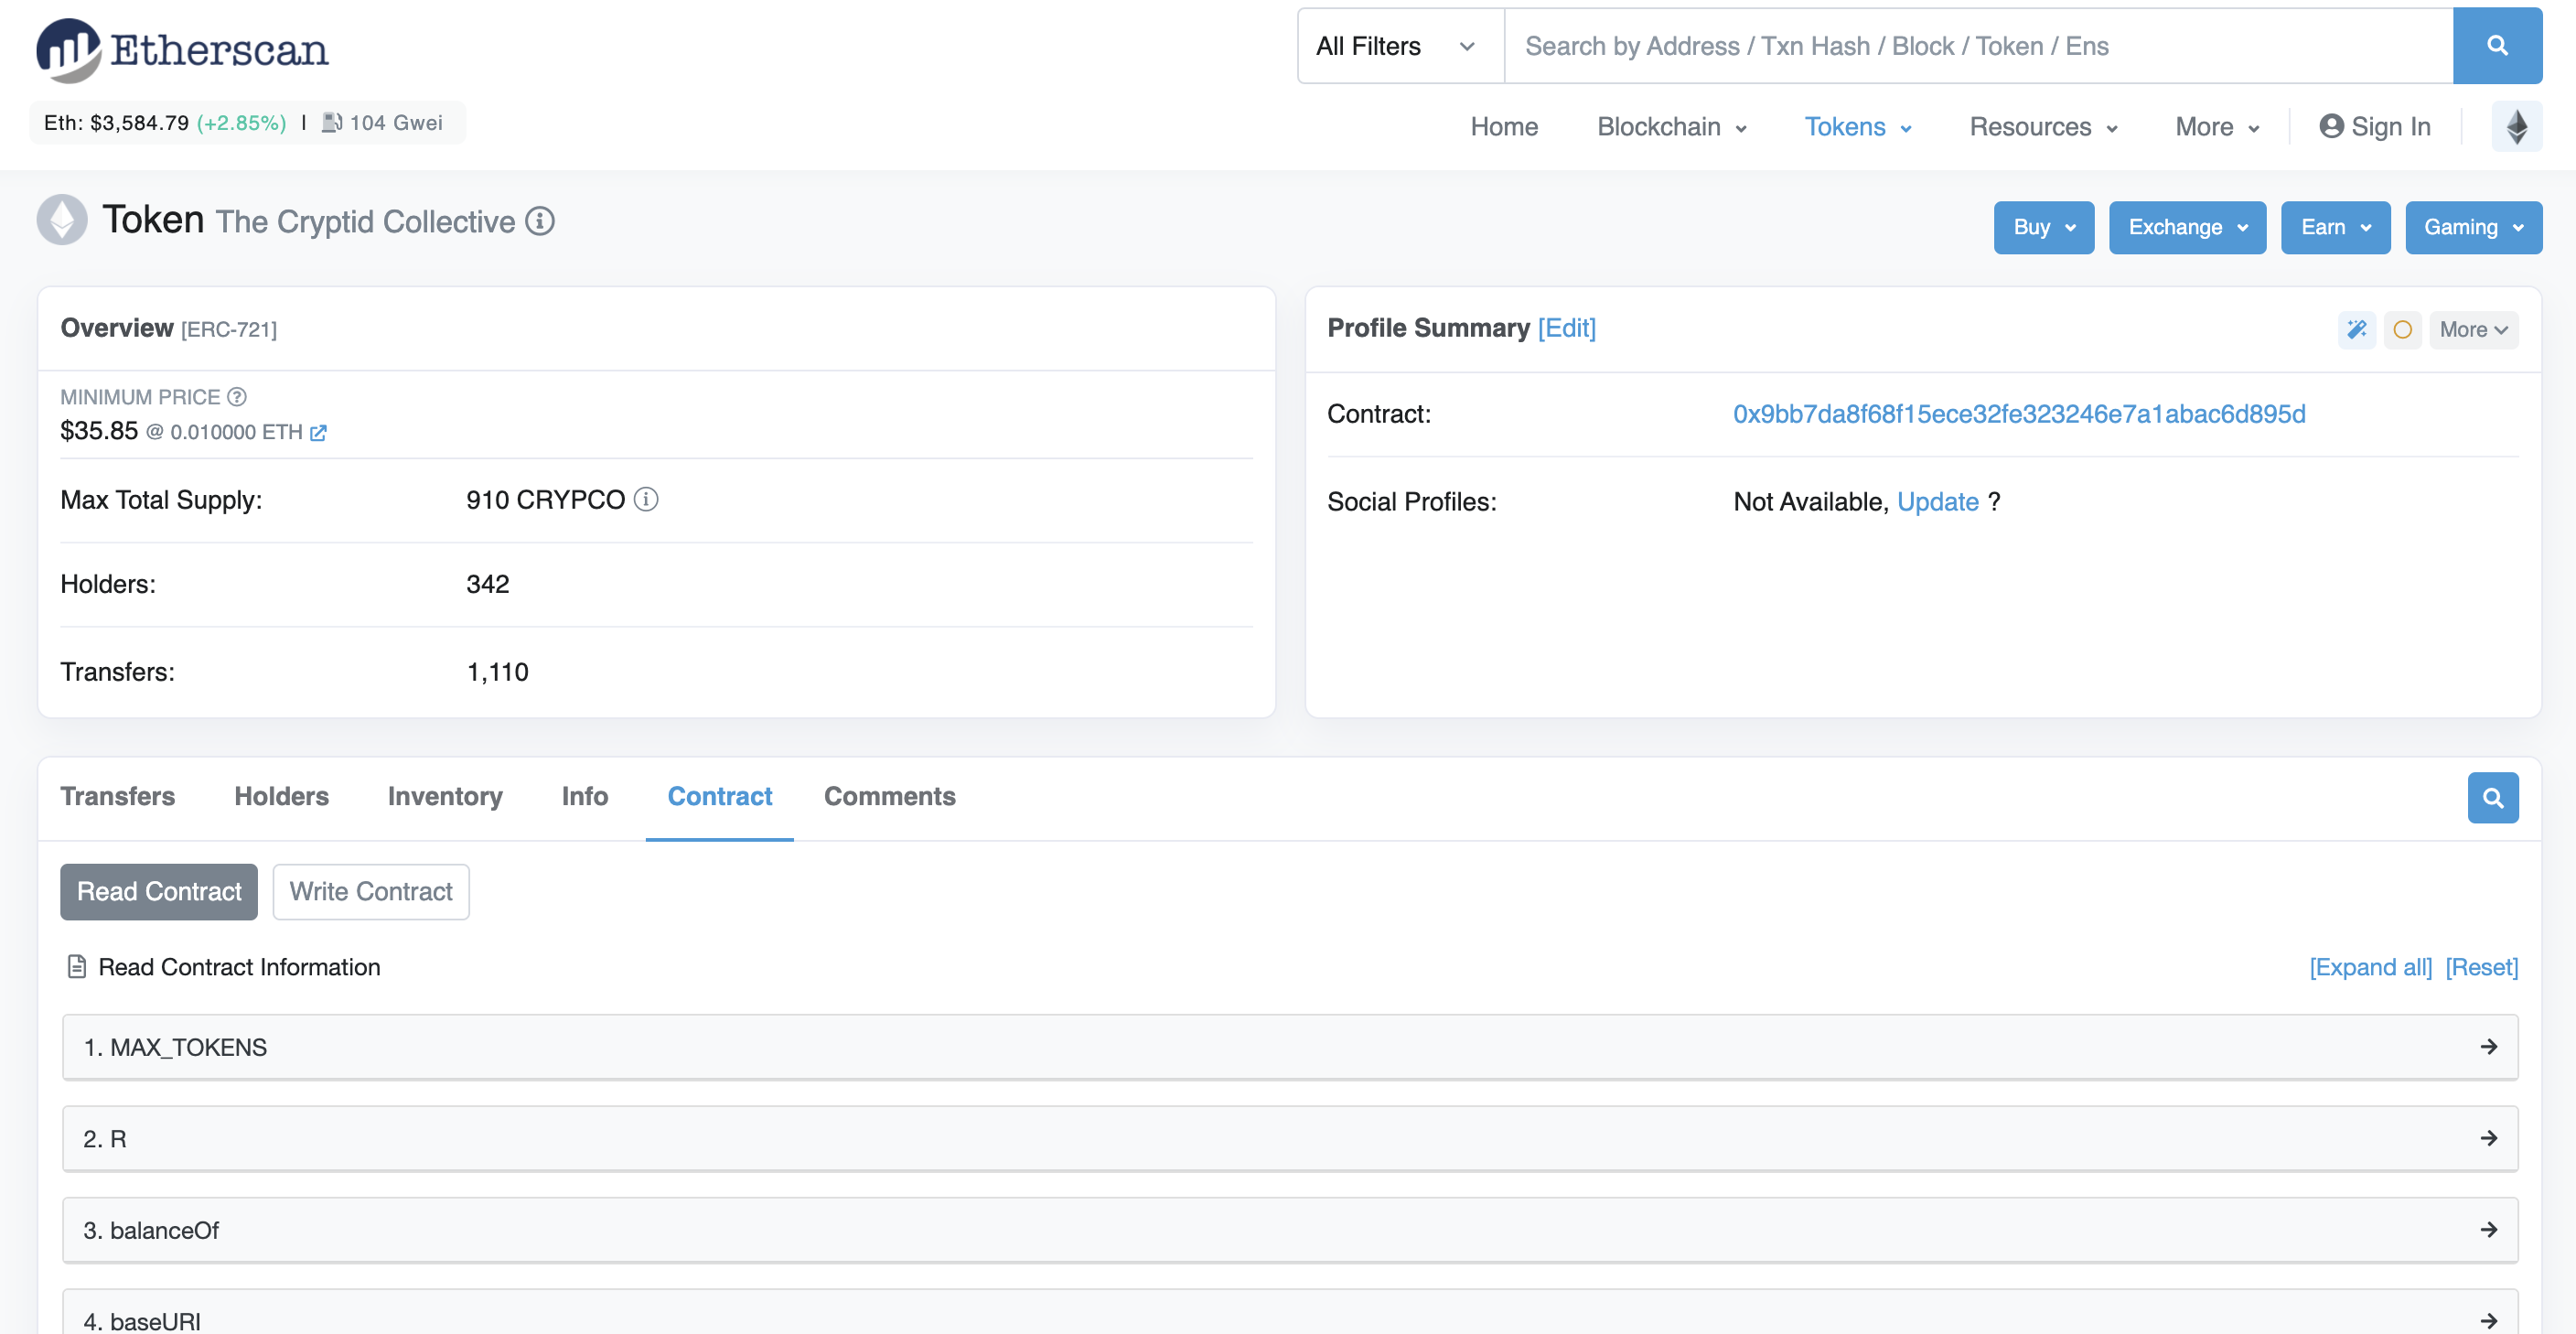 Etherscan
All Filters
Search by Address / Txn Hash / Block / Token / Ens
Eth: $3,584.79 (+2.85%) | 104 Gwei
Home Blockchain Tokens Resources More Sign In
Token The Cryptid Collective
Buy Exchange Earn Gaming
Overview [ERC-721]
MINIMUM PRICE
$35.85 @ 0.010000 ETH
Max Total Supply: 910 CRYPCO
Holders: 342
Transfers: 1,110
Profile Summary [Edit]
More
Contract: 0x9bb7da8f68f15ece32fe323246e7a1abac6d895d
Social Profiles: Not Available, Update ?
Transfers Holders Inventory Info Contract Comments
Read Contract Write Contract
Read Contract Information
[Expand all] [Reset]
1. MAX_TOKENS
2. R
3. balanceOf
4. baseURI